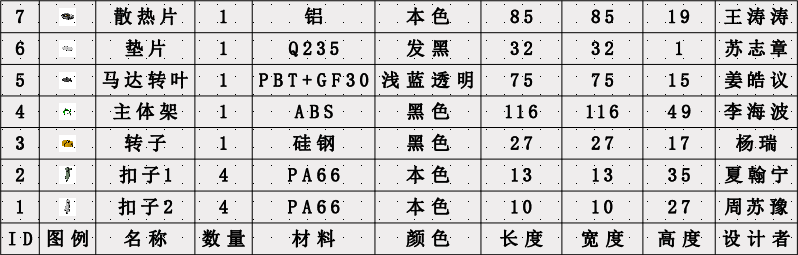 7 散热片 1 铝 本色 85 85 19 王涛涛
6 垫片 1 Q235 发黑 32 32 1 苏志章
5 马达转叶 1 PBT+GF30 浅蓝透明 75 75 15 姜皓议
4 主体架 1 ABS 黑色 116 116 49 李海波
3 转子 1 硅钢 黑色 27 27 17 杨瑞
2 扣子1 4 PA66 本色 13 13 35 夏翰宁
1 扣子2 4 PA66 本色 10 10 27 周苏豫
ID 图例 名称 数量 材料 颜色 长度 宽度 高度 设计者